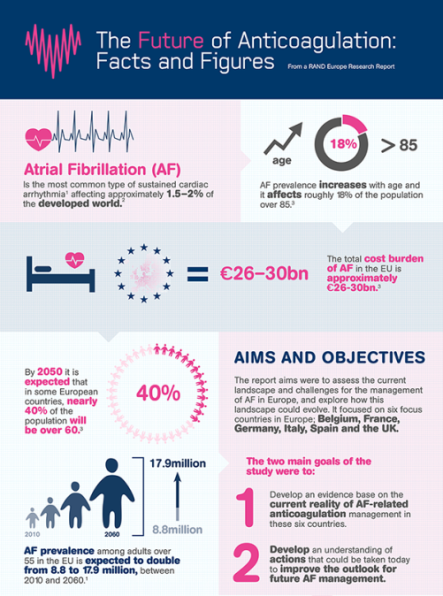 The Future of Anticoagulation:
Facts and Figures From a RAND Europe Research Report
Atrial Fibrillation (AF)
Is the most common type of sustained cardiac
arrhythmia¹ affecting approximately 1.5–2% of
the developed world.²
age
18%
> 85
AF prevalence increases with age and
it affects roughly 18% of the population
over 85.²
= €26–30bn
The total cost burden
of AF in the EU is
approximately
€26-30bn.³
By 2050 it is
expected that
in some European
countries, nearly
40% of the
population will
be over 60.³
40%
AIMS AND OBJECTIVES
The report aims were to assess the current
landscape and challenges for the management
of AF in Europe, and explore how this
landscape could evolve. It focused on six focus
countries in Europe; Belgium, France,
Germany, Italy, Spain and the UK.
17.9million
8.8million
2010
2060
AF prevalence among adults over
55 in the EU is expected to double
from 8.8 to 17.9 million, between
2010 and 2060.¹
The two main goals of the
study were to:
1
Develop an evidence base on the
current reality of AF-related
anticoagulation management in
these six countries.
2
Develop an understanding of
actions that could be taken today
to improve the outlook for
future AF management.